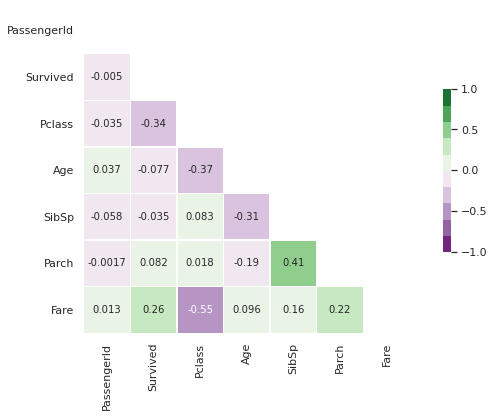 PassengerId
Survived -0.005
Pclass -0.035 -0.34
Age 0.037 -0.077 -0.37
SibSp -0.058 -0.035 0.083 -0.31
Parch -0.0017 0.082 0.018 -0.19 0.41
Fare 0.013 0.26 -0.55 0.096 0.16 0.22
PassengerId Survived Pclass Age SibSp Parch Fare
1.0
0.5
0.0
−0.5
−1.0